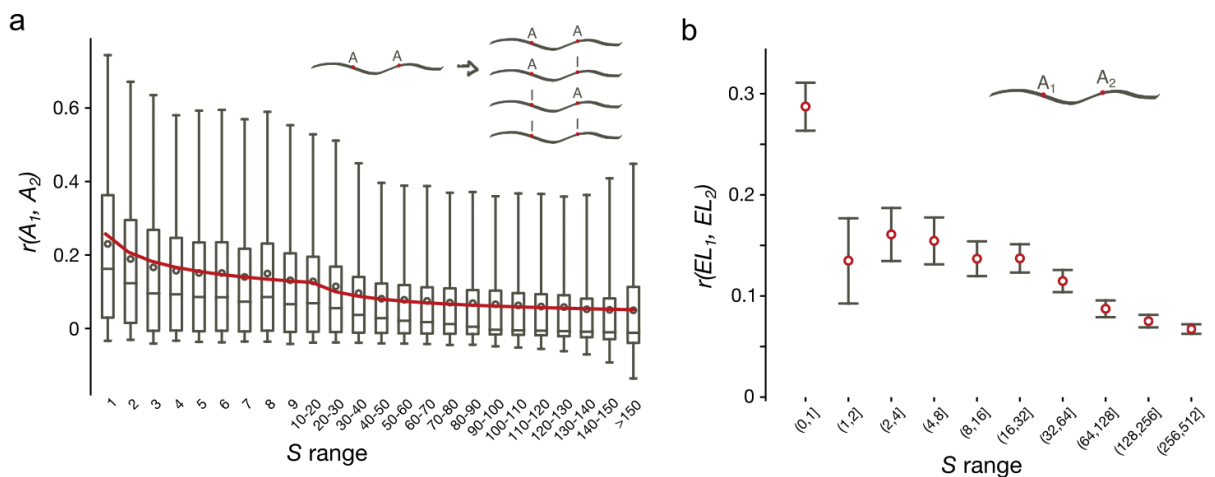 a
A A
A A
A I
I A
I I
r(A1, A2)
0.6
0.4
0.2
0
1 2 3 4 5 6 7 8 9 10-20 20-30 30-40 40-50 50-60 60-70 70-80 80-90 90-100 100-110 110-120 120-130 130-140 140-150 >150
S range
b
A1 A2
r(EL1, EL2)
0.3
0.2
0.1
0
(0,1] (1,2] (2,4] (4,8] (8,16] (16,32] (32,64] (64,128] (128,256] (256,512]
S range